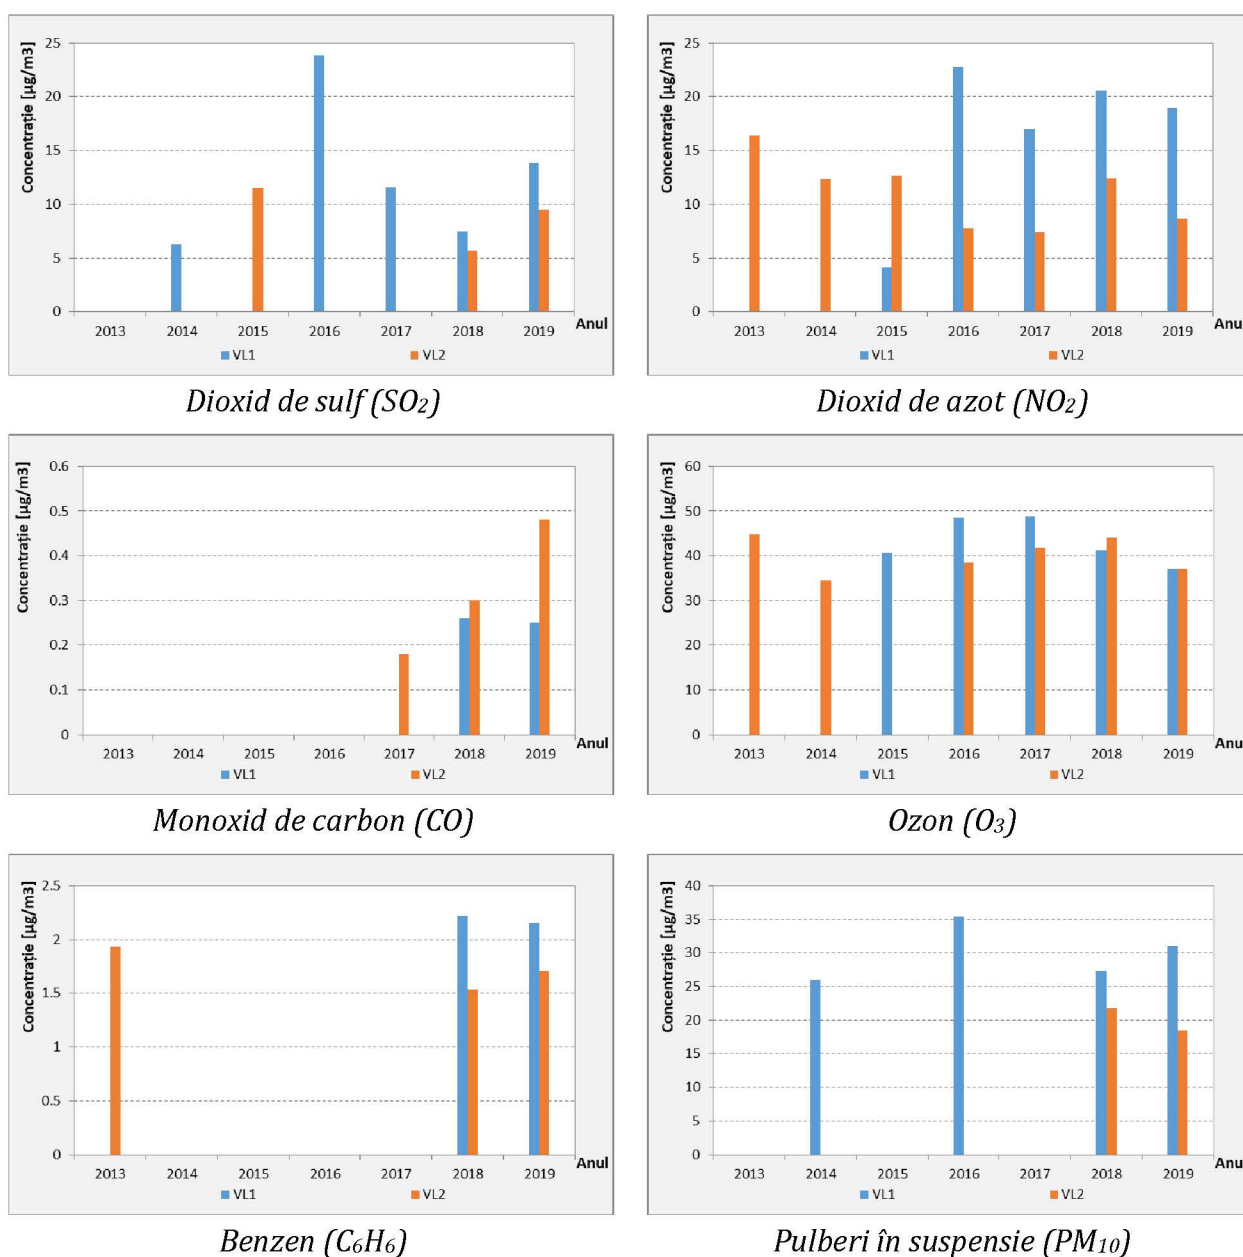 Concentrație [µg/m3]
25
20
15
10
5
0
2013 2014 2015 2016 2017 2018 2019 Anul
VL1 VL2
Dioxid de sulf (SO₂)
Concentrație [µg/m3]
25
20
15
10
5
0
2013 2014 2015 2016 2017 2018 2019 Anul
VL1 VL2
Dioxid de azot (NO₂)
Concentrație [µg/m3]
0.6
0.5
0.4
0.3
0.2
0.1
0
2013 2014 2015 2016 2017 2018 2019 Anul
VL1 VL2
Monoxid de carbon (CO)
Concentrație [µg/m3]
60
50
40
30
20
10
0
2013 2014 2015 2016 2017 2018 2019 Anul
VL1 VL2
Ozon (O₃)
Concentrație [µg/m3]
2.5
2
1.5
1
0.5
0
2013 2014 2015 2016 2017 2018 2019 Anul
VL1 VL2
Benzen (C₆H₆)
Concentrație [µg/m3]
40
35
30
25
20
15
10
5
0
2013 2014 2015 2016 2017 2018 2019 Anul
VL1 VL2
Pulberi în suspensie (PM₁₀)